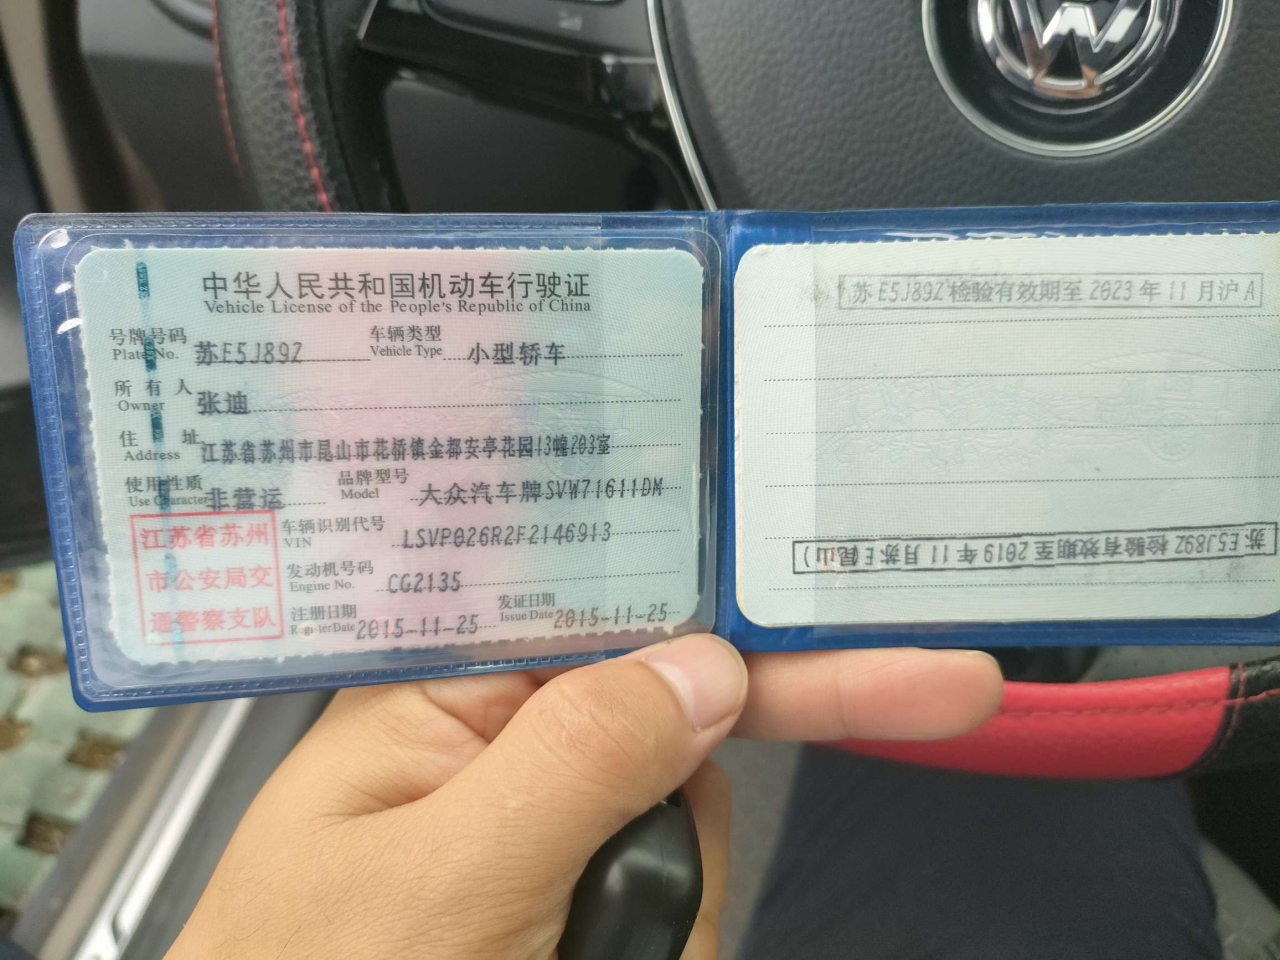 中华人民共和国机动车行驶证
Vehicle License of the People's Republic of China
号牌号码 苏E5J89Z 车辆类型 小型轿车
Plate No. Vehicle Type
所有人 张迪
Owner
住址 江苏省苏州市昆山市花桥镇金都安亭花园13幢203室
Address
使用性质 非营运 品牌型号 大众汽车牌SVW71611DM
Use Character Model
江苏省苏州
市公安局交
通警察支队
车辆识别代号 LSVP026R2F2146913
VIN
发动机号码 CG2135
Engine No.
注册日期 2015-11-25 发证日期 2015-11-25
Register Date Issue Date
苏E5J89Z检验有效期至2023年11月沪A
苏E5J89Z检验有效期至2019年11月苏E(昆山)